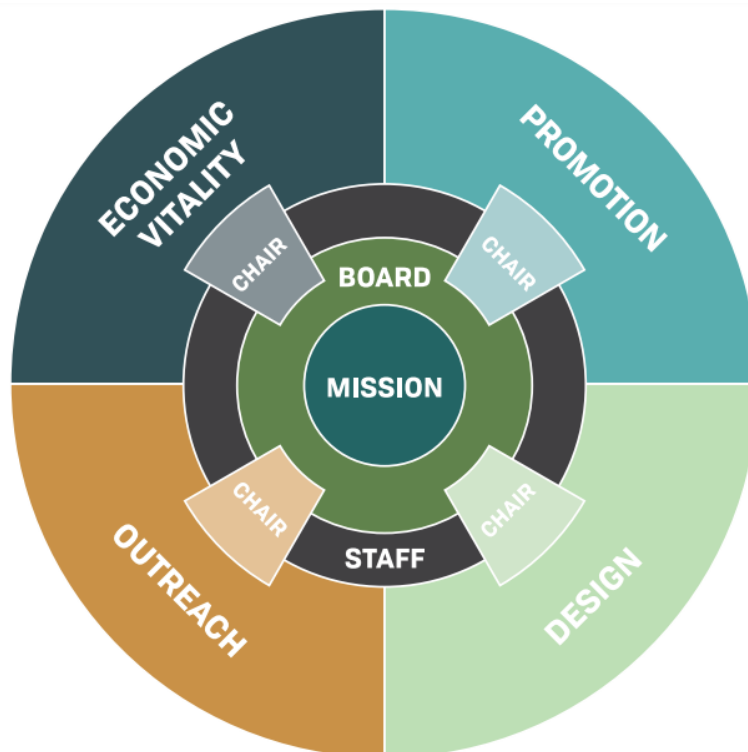 ECONOMIC
VITALITY
PROMOTION
CHAIR
CHAIR
BOARD
MISSION
CHAIR
CHAIR
STAFF
OUTREACH
DESIGN